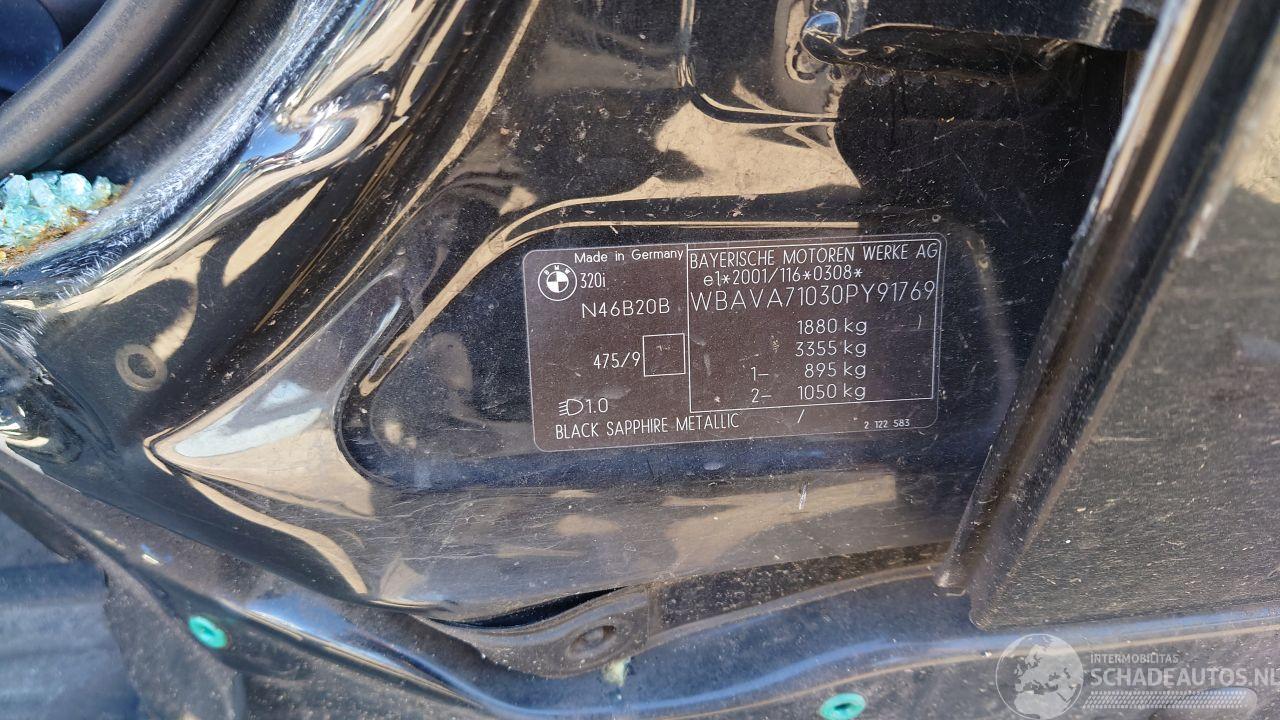 Made in Germany
BMW
320i
N46B20B
475/9
1.0
BLACK SAPPHIRE METALLIC /
BAYERISCHE MOTOREN WERKE AG
e1*2001/116*0308*
WBAVA71030PY91769
1880 kg
3355 kg
1- 895 kg
2- 1050 kg
2 122 583
INTERMOBILITAS
SCHADEAUTOS.NL